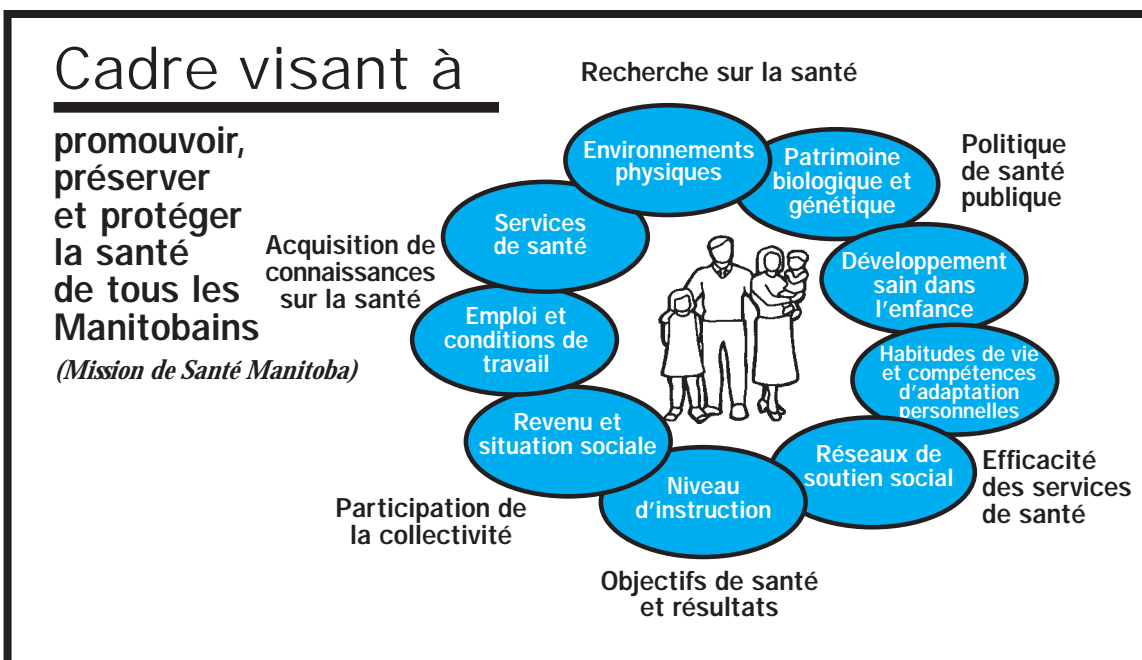 Cadre visant à
promouvoir,
préserver
et protéger
la santé
de tous les
Manitobains
(Mission de Santé Manitoba)
Recherche sur la santé
Environnements
physiques
Patrimoine
biologique et
génétique
Politique
de santé
publique
Services
de santé
Acquisition de
connaissances
sur la santé
Développement
sain dans
l'enfance
Emploi et
conditions de
travail
Habitudes de vie
et compétences
d'adaptation
personnelles
Revenu et
situation sociale
Réseaux de
soutien social
Efficacité
des services
de santé
Niveau
d'instruction
Participation de
la collectivité
Objectifs de santé
et résultats